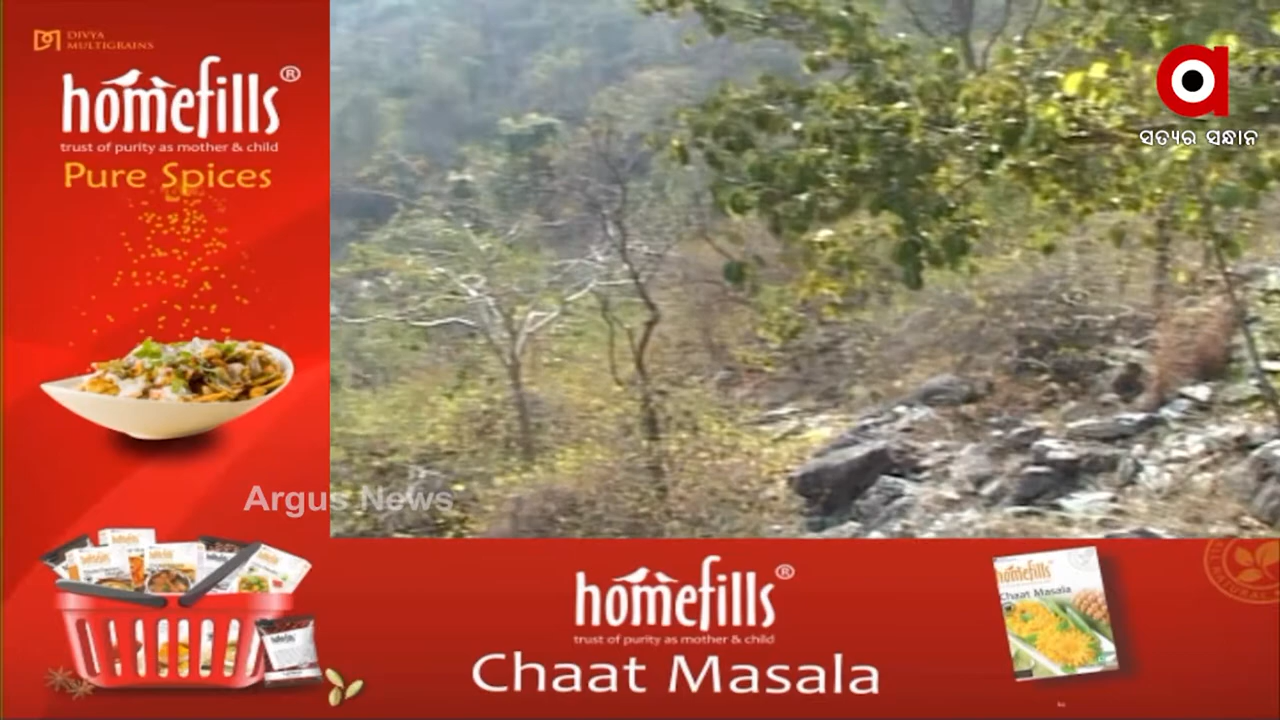 DIVYA
MULTIGRAINS
homefills®
trust of purity as mother & child
Pure Spices
ସତ୍ୟର ସନ୍ଧାନ
Argus News
homefills®
trust of purity as mother & child
Chaat Masala
homefills
Chaat Masala